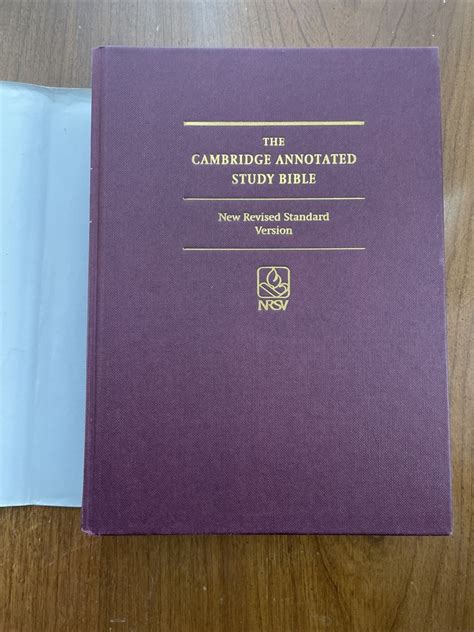 THE
CAMBRIDGE ANNOTATED
STUDY BIBLE
New Revised Standard
Version
NRSV